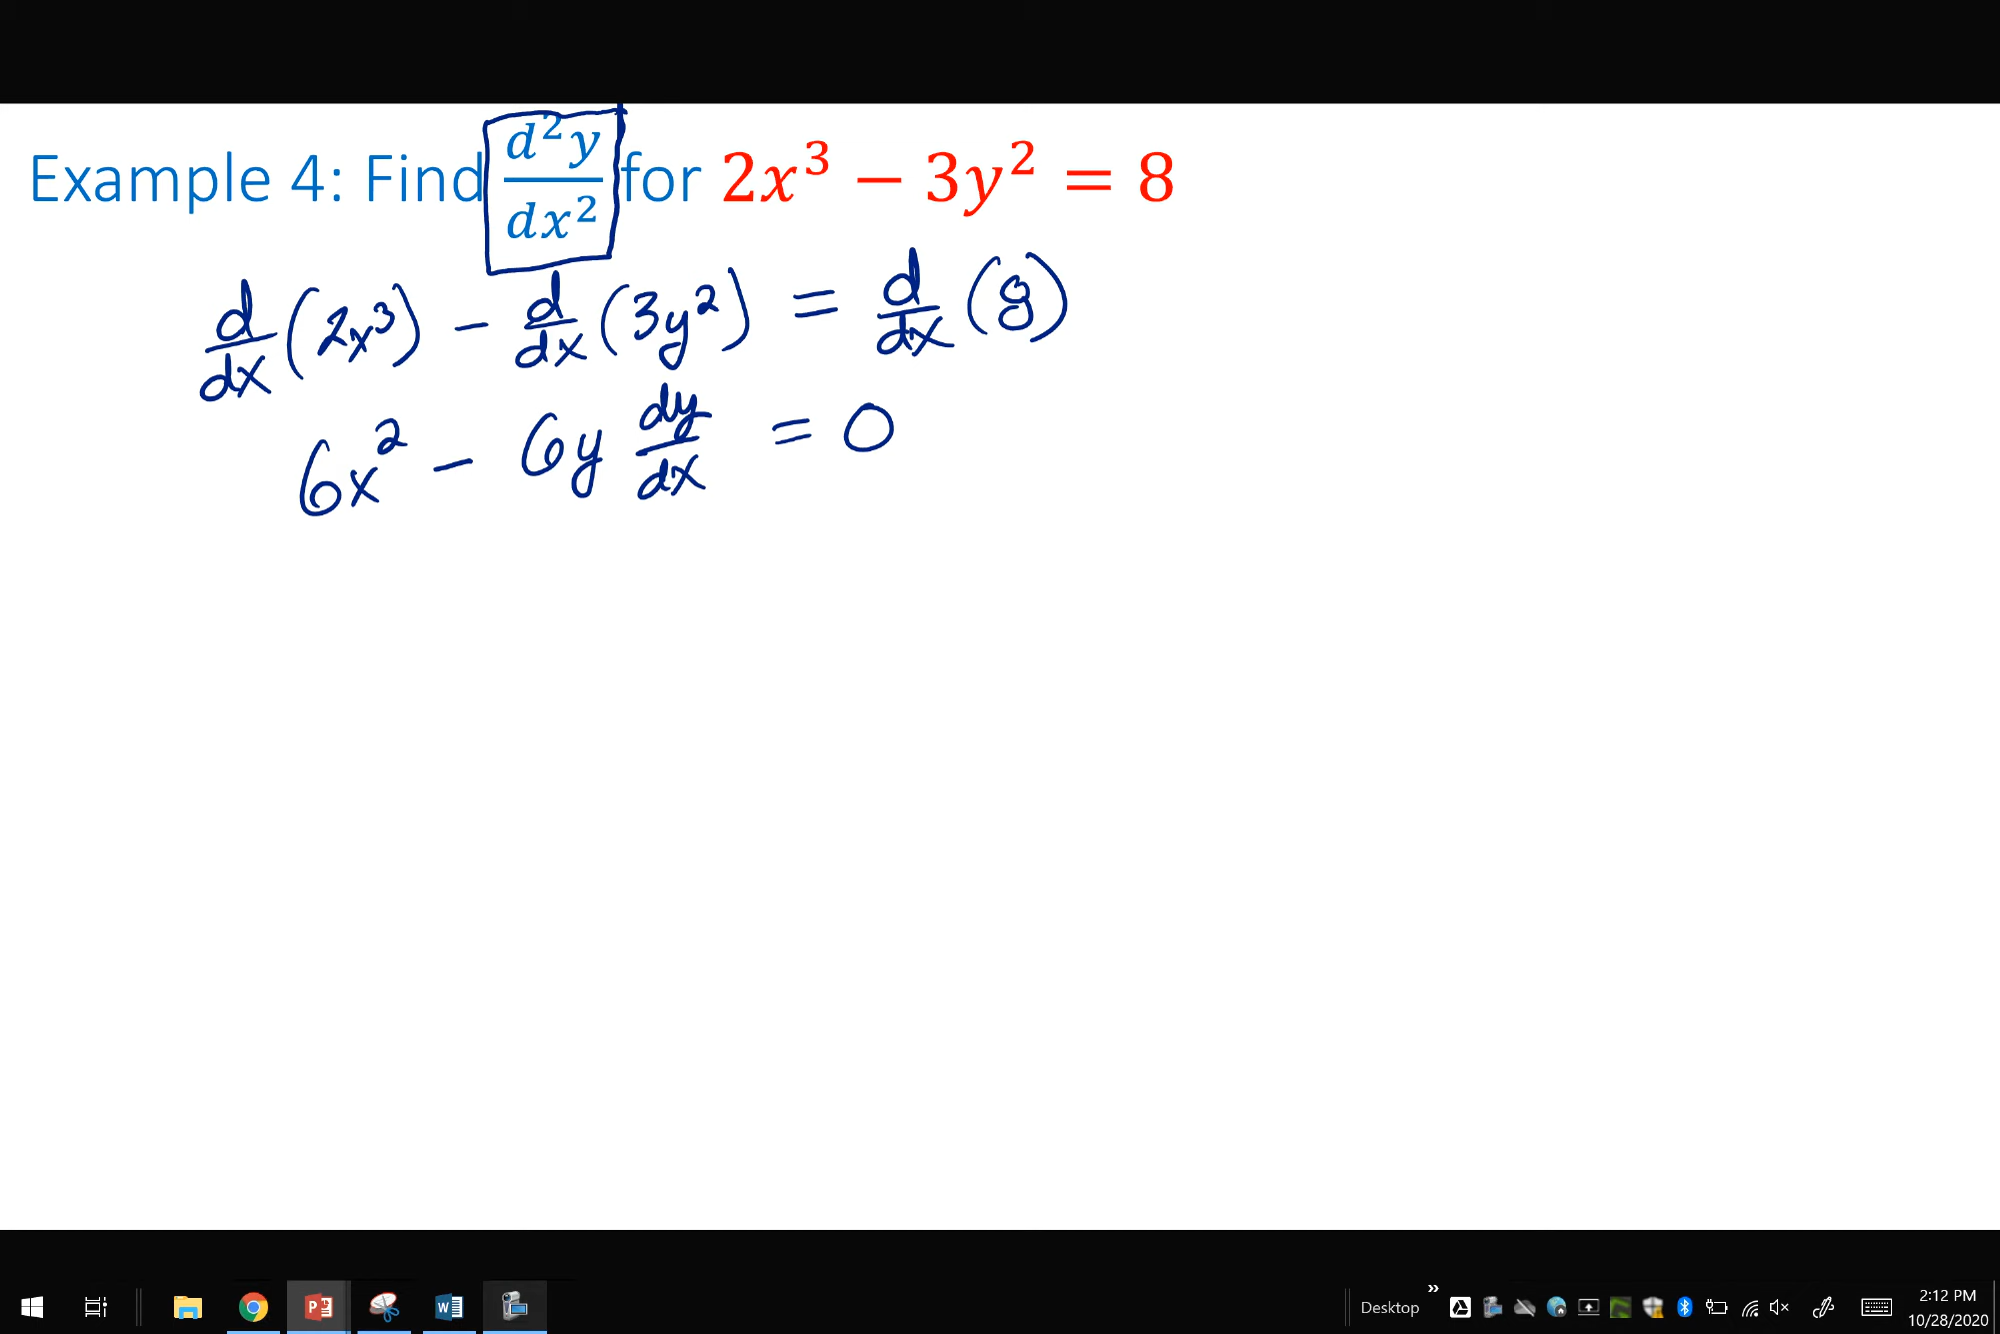 Example 4: Find d²y/dx² for 2x³ − 3y² = 8
d/dx (2x³) − d/dx (3y²) = d/dx (8)
6x² − 6y dy/dx = 0
Desktop
2:12 PM
10/28/2020